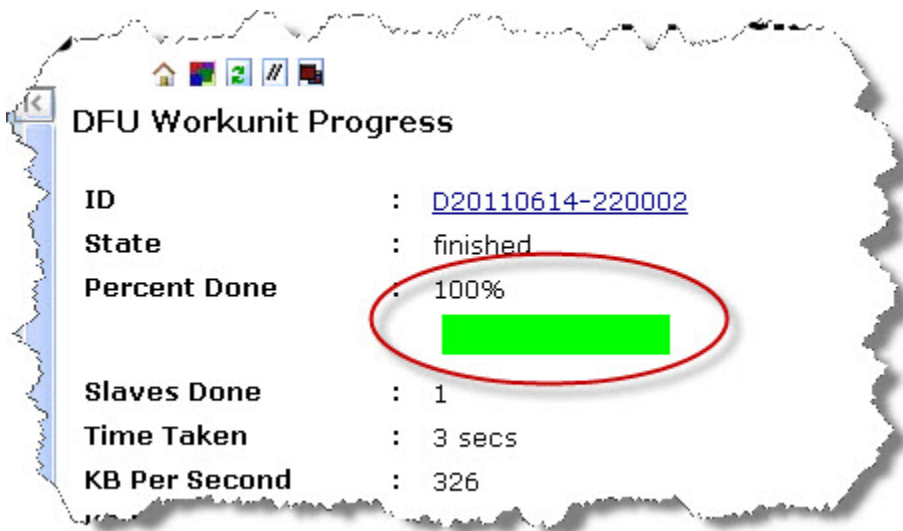 DFU Workunit Progress
ID : D20110614-220002
State : finished
Percent Done : 100%
Slaves Done : 1
Time Taken : 3 secs
KB Per Second : 326